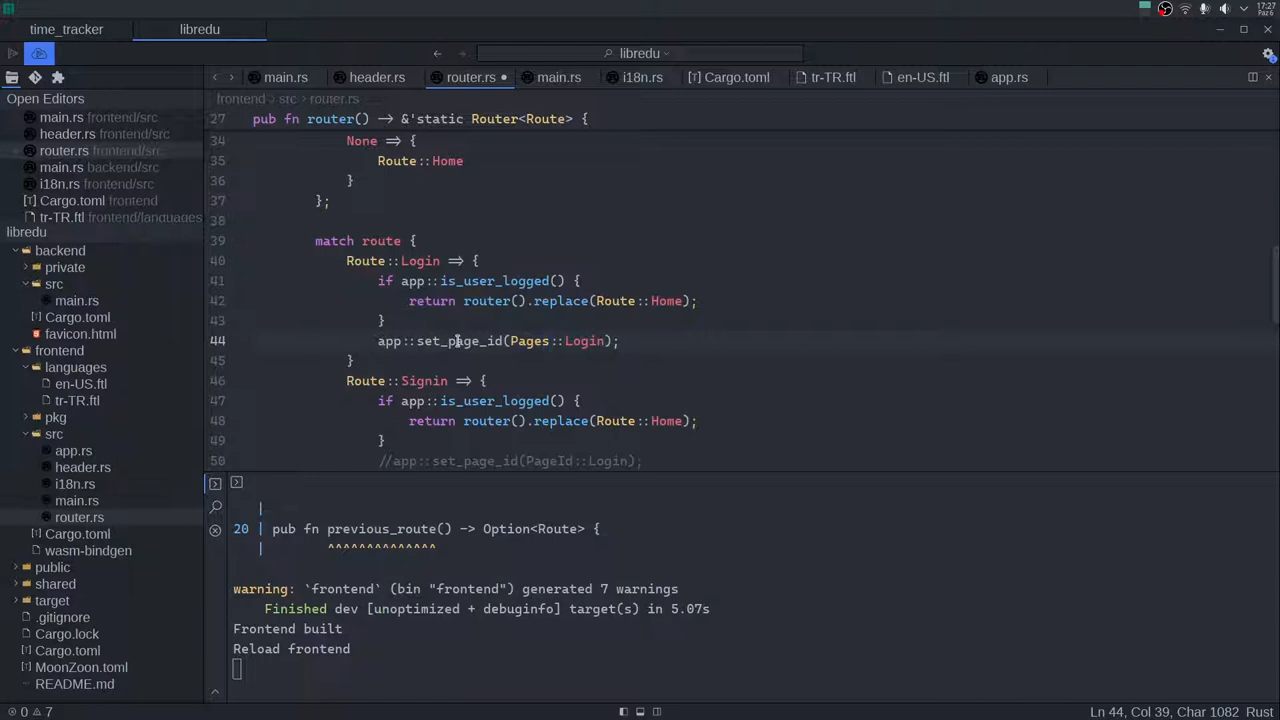 17:27
Paz 6
time_tracker
libredu
libredu
main.rs
header.rs
router.rs
main.rs
i18n.rs
[T] Cargo.toml
tr-TR.ftl
en-US.ftl
app.rs
Open Editors
main.rs frontend/src
header.rs frontend/src
router.rs frontend/src
main.rs backend/src
i18n.rs frontend/src
[T] Cargo.toml frontend
tr-TR.ftl frontend/languages
libredu
backend
private
src
main.rs
Cargo.toml
favicon.html
frontend
languages
en-US.ftl
tr-TR.ftl
pkg
src
app.rs
header.rs
i18n.rs
main.rs
router.rs
Cargo.toml
wasm-bindgen
public
shared
target
.gitignore
Cargo.lock
Cargo.toml
MoonZoon.toml
README.md
frontend › src › router.rs
27 pub fn router() -> &'static Router<Route> {
34 None => {
35 Route::Home
36 }
37 };
38
39 match route {
40 Route::Login => {
41 if app::is_user_logged() {
42 return router().replace(Route::Home);
43 }
44 app::set_page_id(Pages::Login);
45 }
46 Route::Signin => {
47 if app::is_user_logged() {
48 return router().replace(Route::Home);
49 }
50 //app::set_page_id(PageId::Login);
|
20 | pub fn previous_route() -> Option<Route> {
| ^^^^^^^^^^^^^^
warning: `frontend` (bin "frontend") generated 7 warnings
Finished dev [unoptimized + debuginfo] target(s) in 5.07s
Frontend built
Reload frontend
0 7
Ln 44, Col 39, Char 1082 Rust